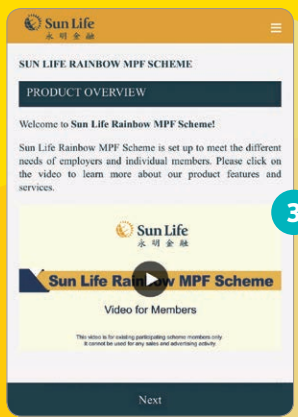 Sun Life
永明金融
SUN LIFE RAINBOW MPF SCHEME
PRODUCT OVERVIEW
Welcome to Sun Life Rainbow MPF Scheme!
Sun Life Rainbow MPF Scheme is set up to meet the different
needs of employers and individual members. Please click on
the video to learn more about our product features and
services.
3
Sun Life
永明金融
Sun Life Rainbow MPF Scheme
Video for Members
This video is for existing participating scheme members only
It cannot be used for any sales and advertising activity
Next